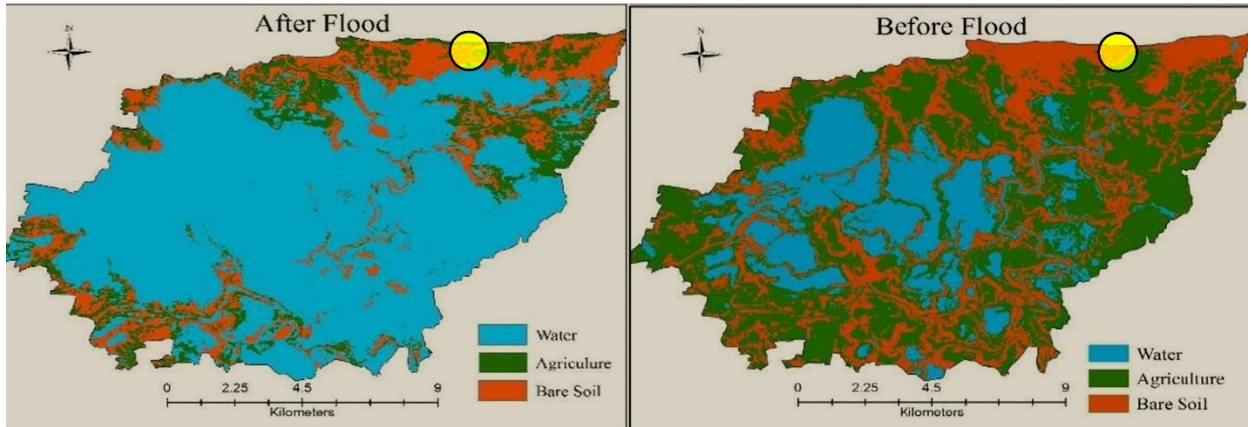 After Flood
N
Water
Agriculure
Bare Soil
0 2.25 4.5 9
Kilometers
Before Flood
N
Water
Agriculture
Bare Soil
0 2.25 4.5 9
Kilometers